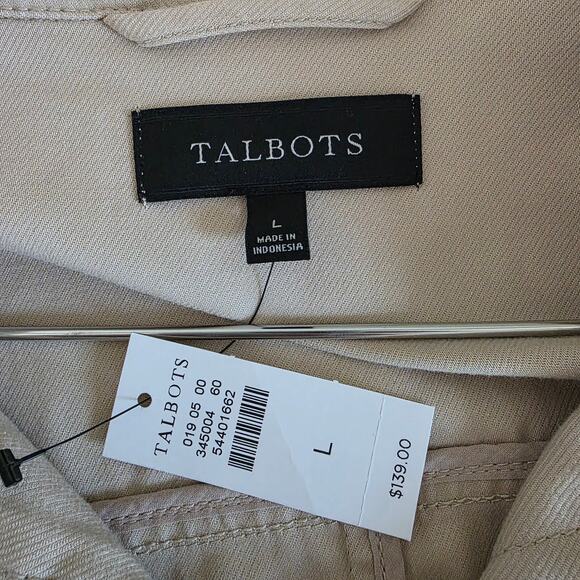 TALBOTS
L
MADE IN
INDONESIA
TALBOTS
019 05 00
345004 60
54401662
L
$139.00